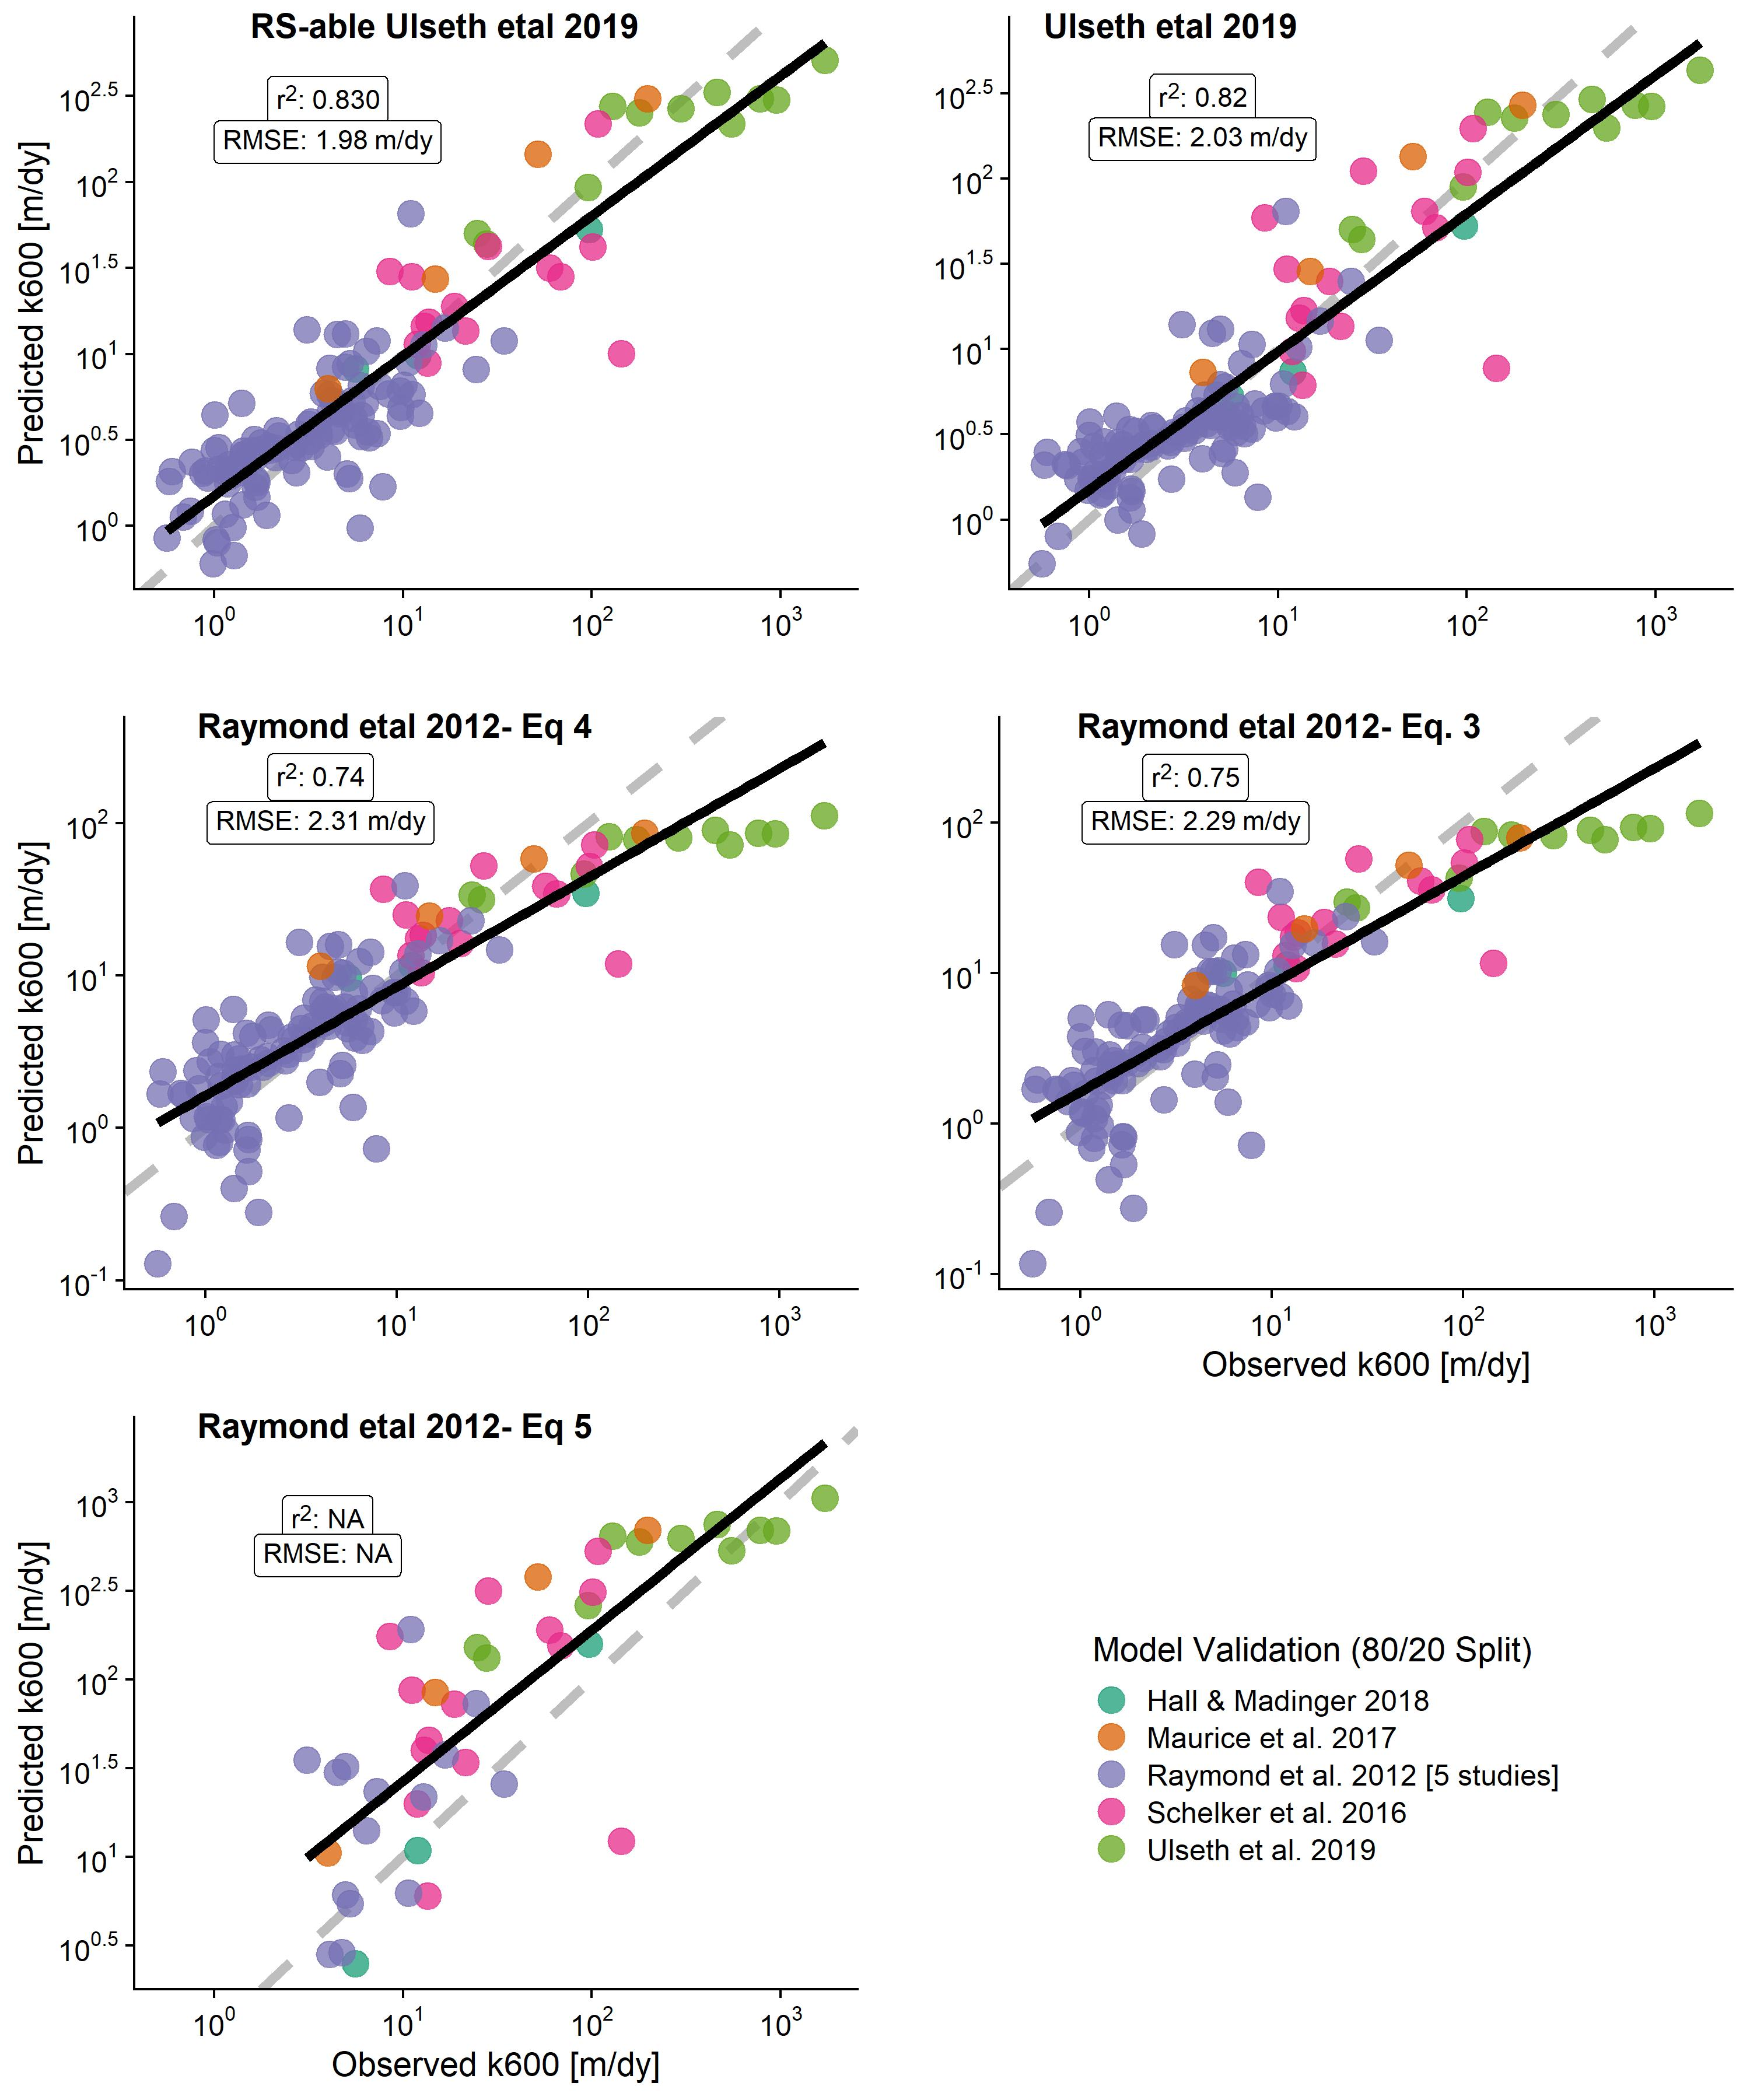 RS-able Ulseth etal 2019
r²: 0.830
RMSE: 1.98 m/dy
Predicted k600 [m/dy]
10^2.5
10^2
10^1.5
10^1
10^0.5
10^0
10^0 10^1 10^2 10^3
Ulseth etal 2019
r²: 0.82
RMSE: 2.03 m/dy
10^2.5
10^2
10^1.5
10^1
10^0.5
10^0
10^0 10^1 10^2 10^3
Raymond etal 2012- Eq 4
r²: 0.74
RMSE: 2.31 m/dy
Predicted k600 [m/dy]
10^2
10^1
10^0
10^-1
10^0 10^1 10^2 10^3
Raymond etal 2012- Eq. 3
r²: 0.75
RMSE: 2.29 m/dy
10^2
10^1
10^0
10^-1
10^0 10^1 10^2 10^3
Observed k600 [m/dy]
Raymond etal 2012- Eq 5
r²: NA
RMSE: NA
Predicted k600 [m/dy]
10^3
10^2.5
10^2
10^1.5
10^1
10^0.5
10^0 10^1 10^2 10^3
Observed k600 [m/dy]
Model Validation (80/20 Split)
Hall & Madinger 2018
Maurice et al. 2017
Raymond et al. 2012 [5 studies]
Schelker et al. 2016
Ulseth et al. 2019